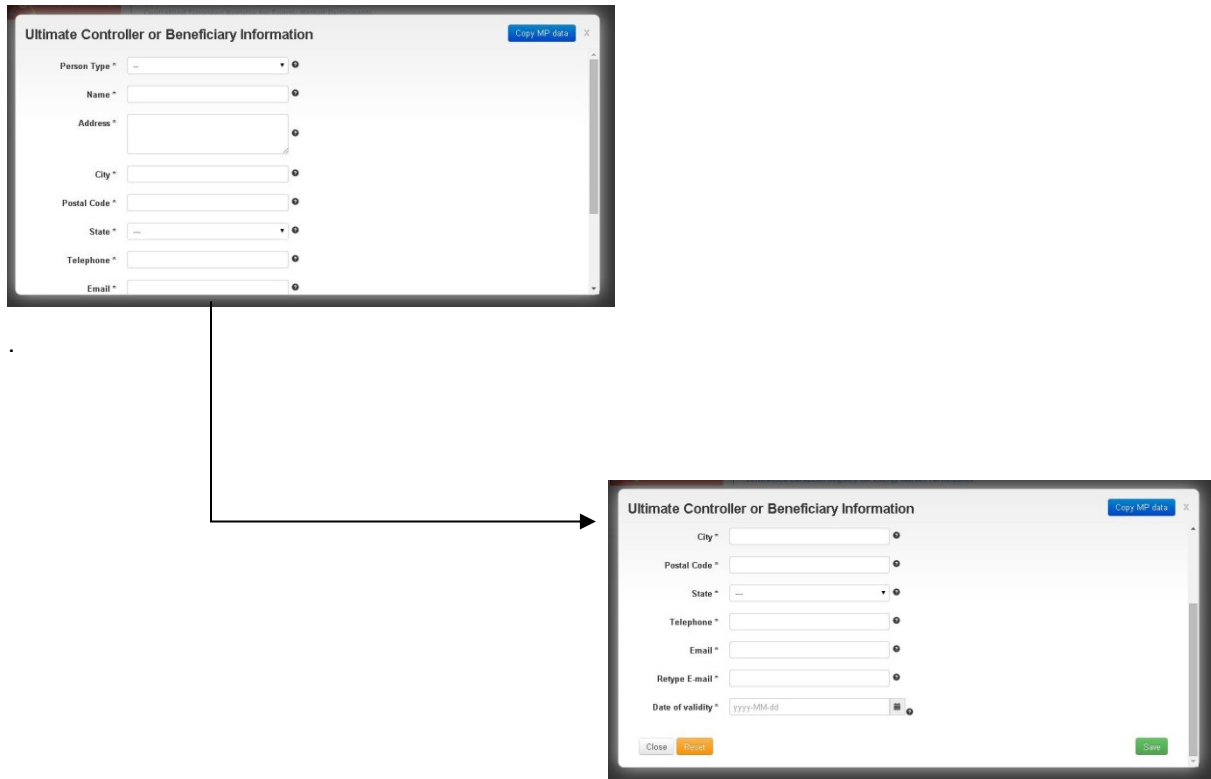 Ultimate Controller or Beneficiary Information Copy MP data X
Person Type * --
Name *
Address *
City *
Postal Code *
State * ---
Telephone *
Email *
.
Ultimate Controller or Beneficiary Information Copy MP data X
City *
Postal Code *
State * ---
Telephone *
Email *
Retype E-mail *
Date of validity * yyyy-MM-dd
Close Reset Save